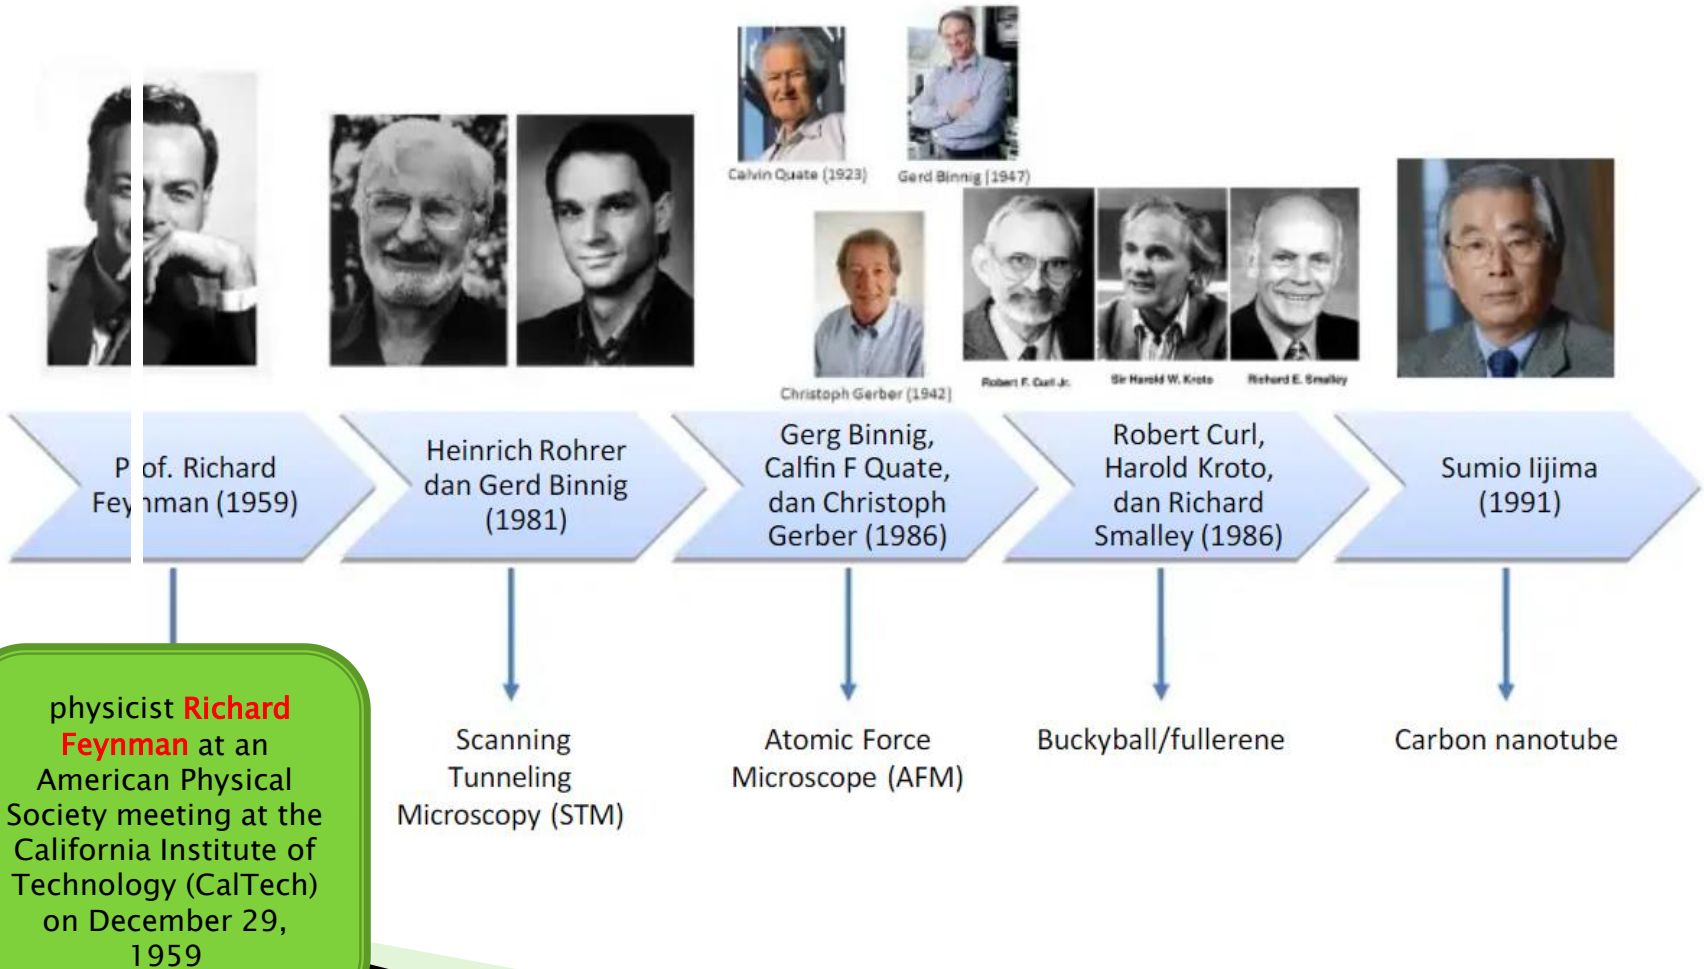 Calvin Quate (1923)
Gerd Binnig (1947)
Christoph Gerber (1942)
Robert F. Curl Jr.
Sir Harold W. Kroto
Richard E. Smalley
P of. Richard
Feynman (1959)
Heinrich Rohrer
dan Gerd Binnig
(1981)
Gerg Binnig,
Calfin F Quate,
dan Christoph
Gerber (1986)
Robert Curl,
Harold Kroto,
dan Richard
Smalley (1986)
Sumio Iijima
(1991)
physicist Richard
Feynman at an
American Physical
Society meeting at the
California Institute of
Technology (CalTech)
on December 29,
1959
Scanning
Tunneling
Microscopy (STM)
Atomic Force
Microscope (AFM)
Buckyball/fullerene
Carbon nanotube